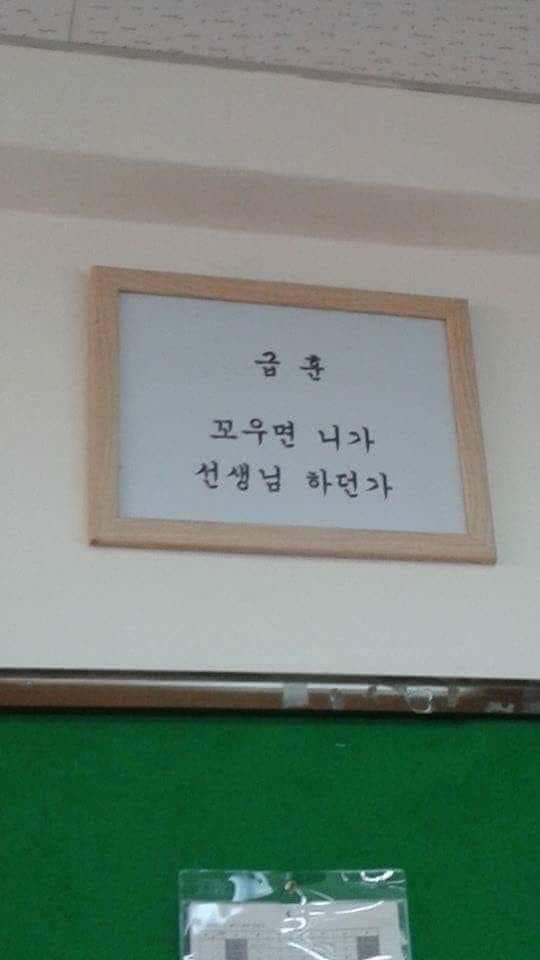 급 훈
꼬우면 니가
선생님 하던가